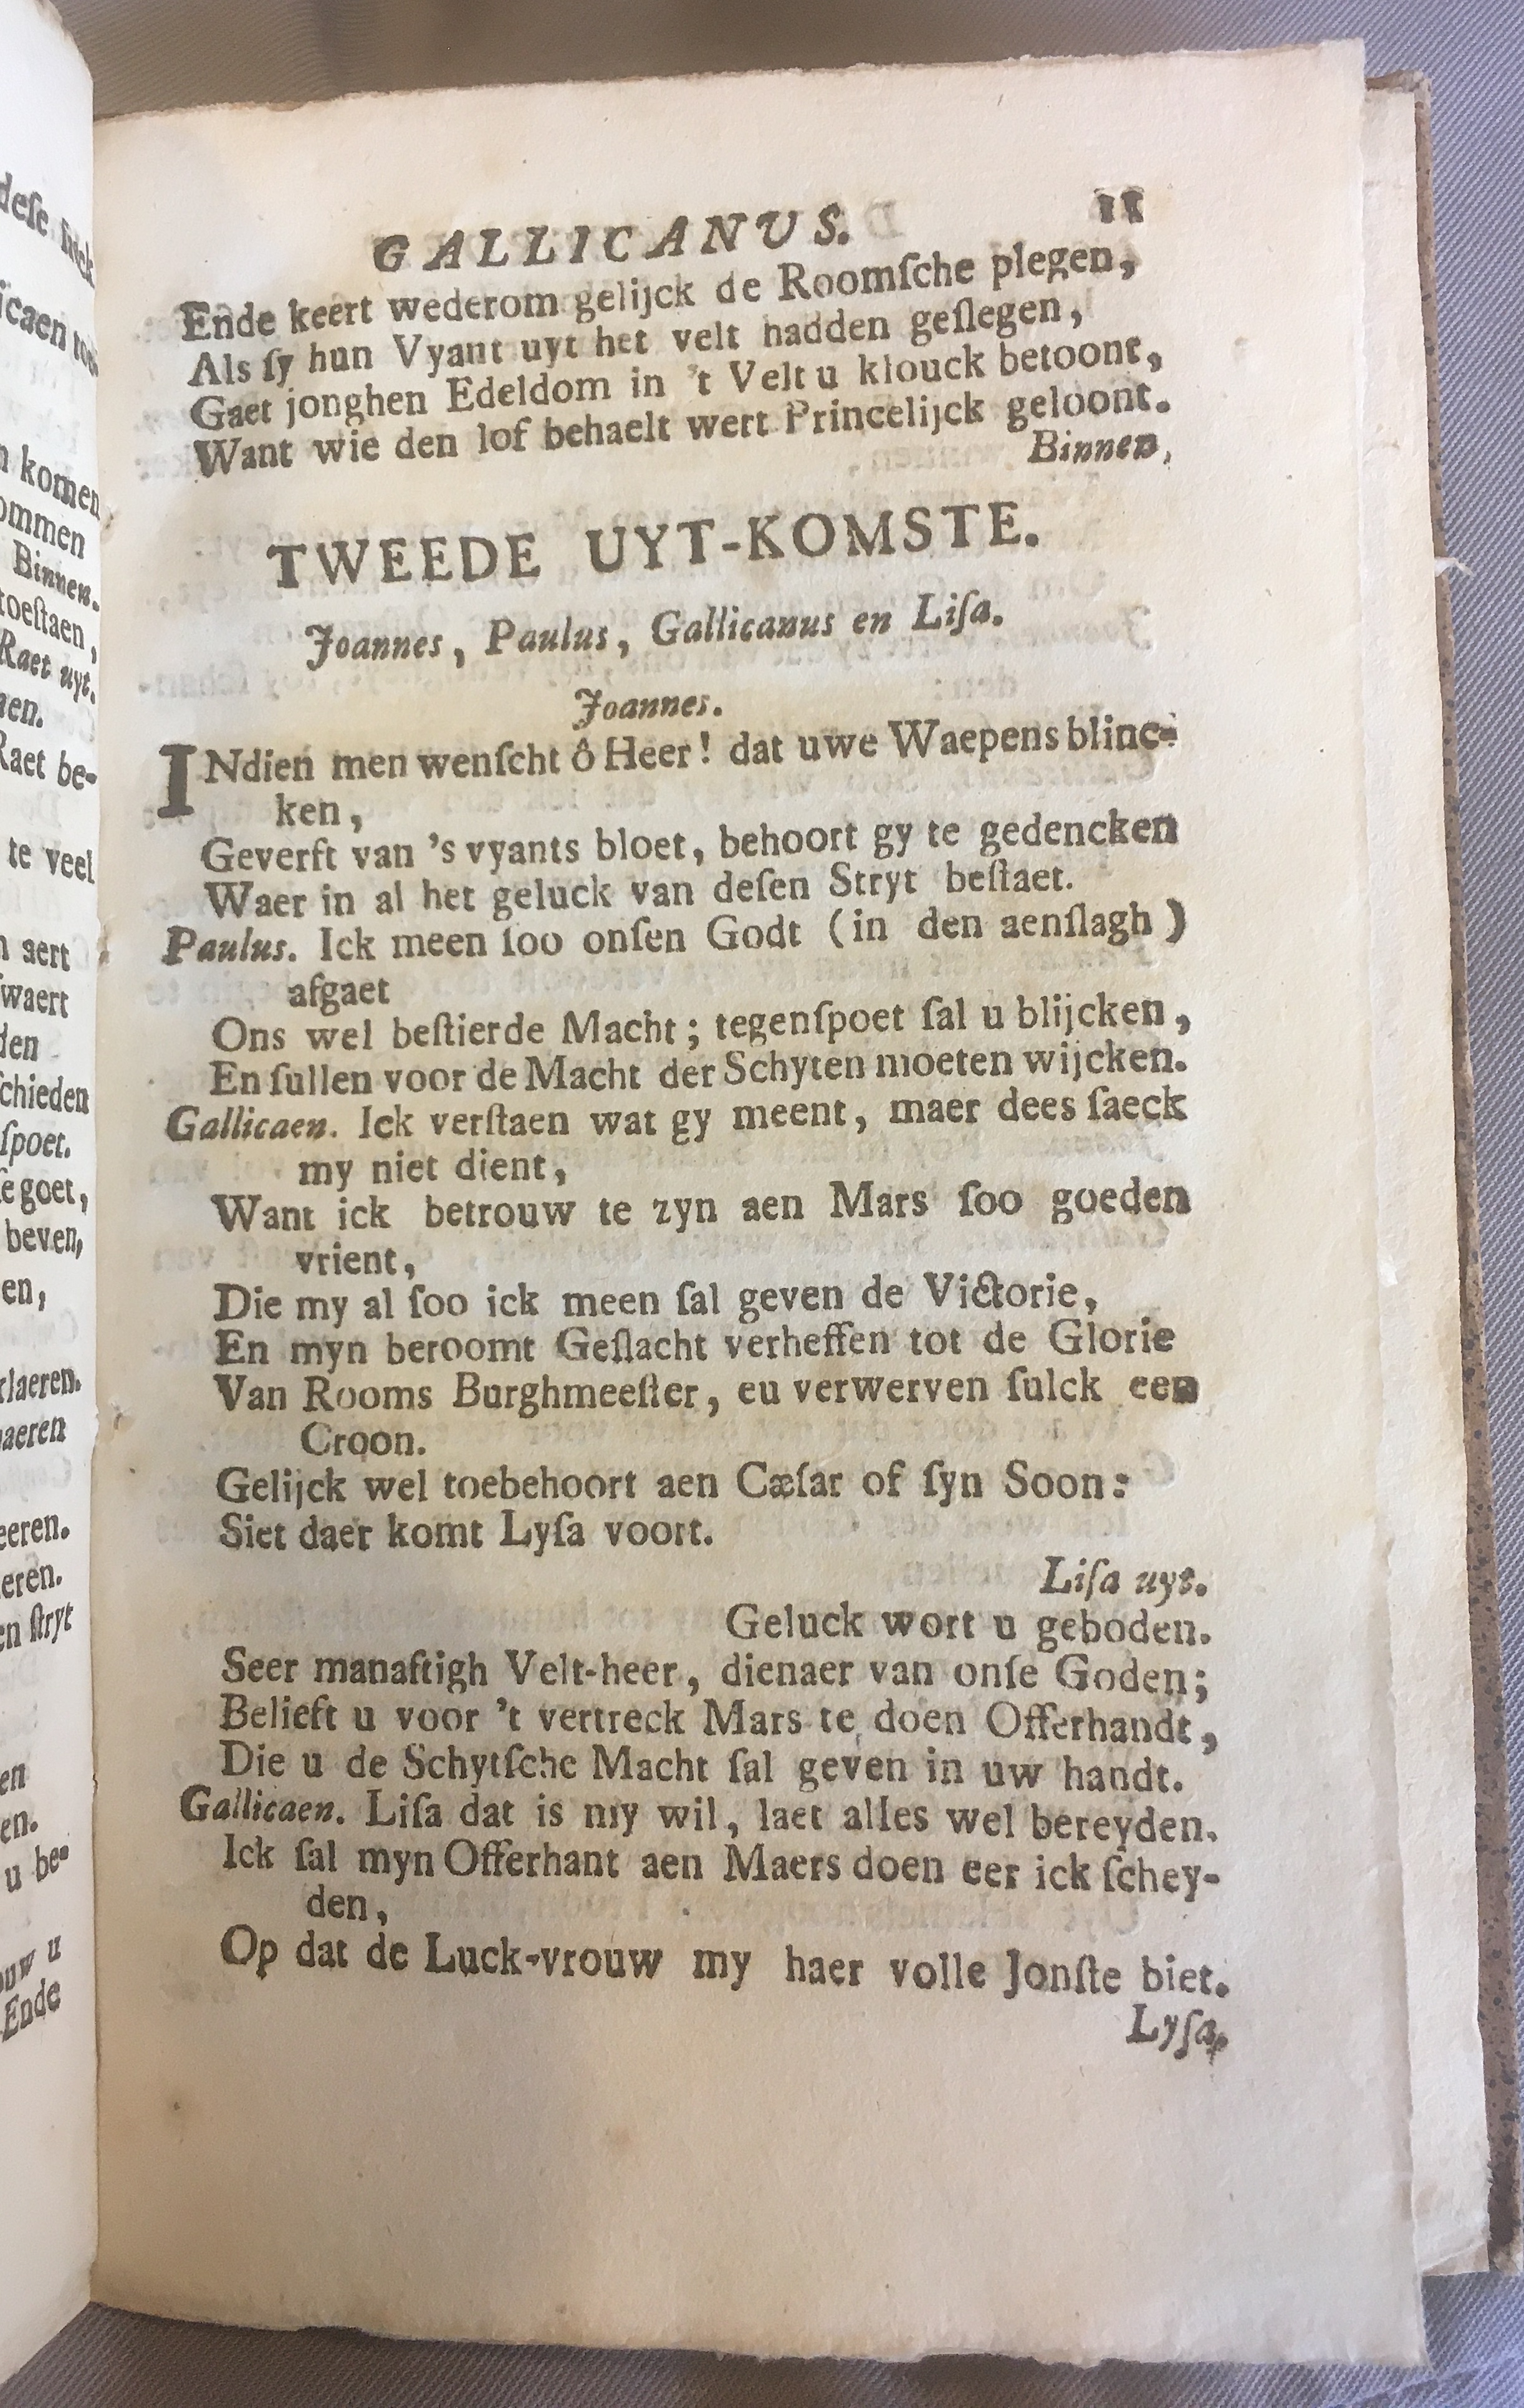 GALLICANUS. 11
Ende keert wederom gelijck de Roomſche plegen,
Als ſy hun Vyant uyt het velt hadden geſlegen,
Gaet jonghen Edeldom in 't Velt u klouck betoont,
Want wie den lof behaelt wert Princelijck geloont.
Binnen,
TWEEDE UYT-KOMSTE.
Joannes, Paulus, Gallicanus en Liſa.
Joannes.
INdien men wenſcht ô Heer! dat uwe Waepens blinc-
ken,
Geverft van 's vyants bloet, behoort gy te gedencken
Waer in al het geluck van deſen Stryt beſtaet.
Paulus. Ick meen ſoo onſen Godt (in den aenſlagh)
afgaet
Ons wel beſtierde Macht; tegenſpoet ſal u blijcken,
En ſullen voor de Macht der Schyten moeten wijcken.
Gallicaen. Ick verſtaen wat gy meent, maer dees ſaeck
my niet dient,
Want ick betrouw te zyn aen Mars ſoo goeden
vrient,
Die my al ſoo ick meen ſal geven de Victorie,
En myn beroomt Geſlacht verheffen tot de Glorie
Van Rooms Burghmeeſter, eu verwerven ſulck een
Croon.
Gelijck wel toebehoort aen Cæſar of ſyn Soon:
Siet daer komt Lyſa voort.
Liſa uyt.
Geluck wort u geboden.
Seer manaftigh Velt-heer, dienaer van onſe Goden;
Belieft u voor 't vertreck Mars te doen Offerhandt,
Die u de Schytſche Macht ſal geven in uw handt.
Gallicaen. Liſa dat is my wil, laet alles wel bereyden.
Ick ſal myn Offerhant aen Maers doen eer ick ſchey-
den,
Op dat de Luck-vrouw my haer volle Jonſte biet.
Lyſa,